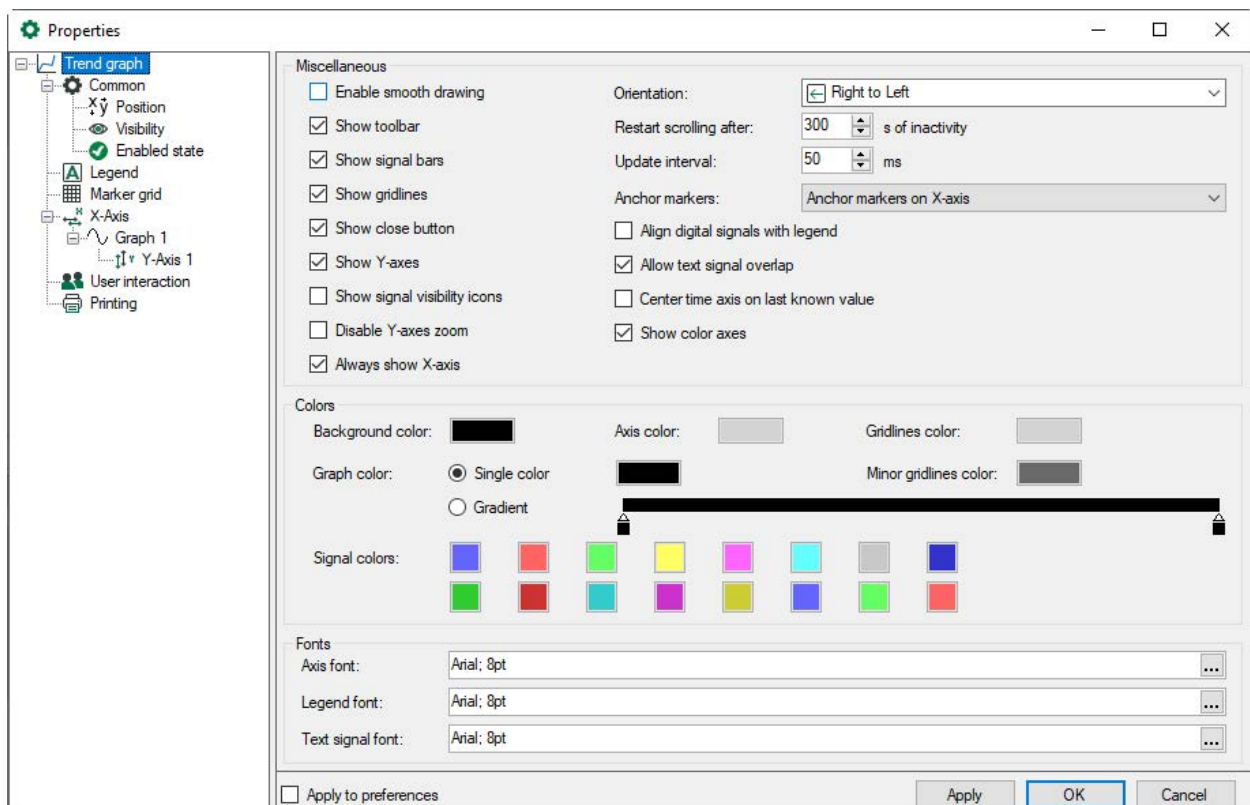 Properties
Trend graph
Common
Position
Visibility
Enabled state
Legend
Marker grid
X-Axis
Graph 1
Y-Axis 1
User interaction
Printing
Miscellaneous
Enable smooth drawing
Show toolbar
Show signal bars
Show gridlines
Show close button
Show Y-axes
Show signal visibility icons
Disable Y-axes zoom
Always show X-axis
Orientation: Right to Left
Restart scrolling after: 300 s of inactivity
Update interval: 50 ms
Anchor markers: Anchor markers on X-axis
Align digital signals with legend
Allow text signal overlap
Center time axis on last known value
Show color axes
Colors
Background color: Axis color: Gridlines color:
Graph color: Single color Minor gridlines color:
Gradient
Signal colors:
Fonts
Axis font: Arial; 8pt ...
Legend font: Arial; 8pt ...
Text signal font: Arial; 8pt ...
Apply to preferences Apply OK Cancel